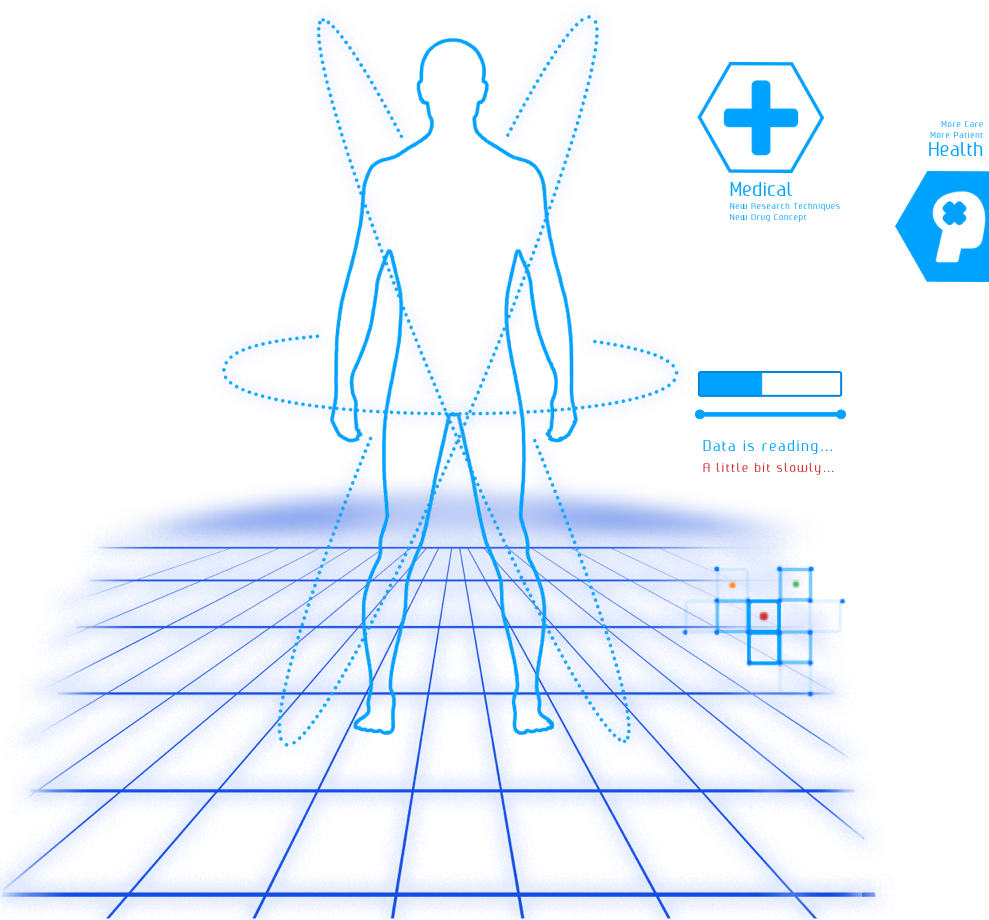 More Care
More Patient
Health
Medical
New Research Techniques
New Drug Concept
Data is reading...
A little bit slowly...